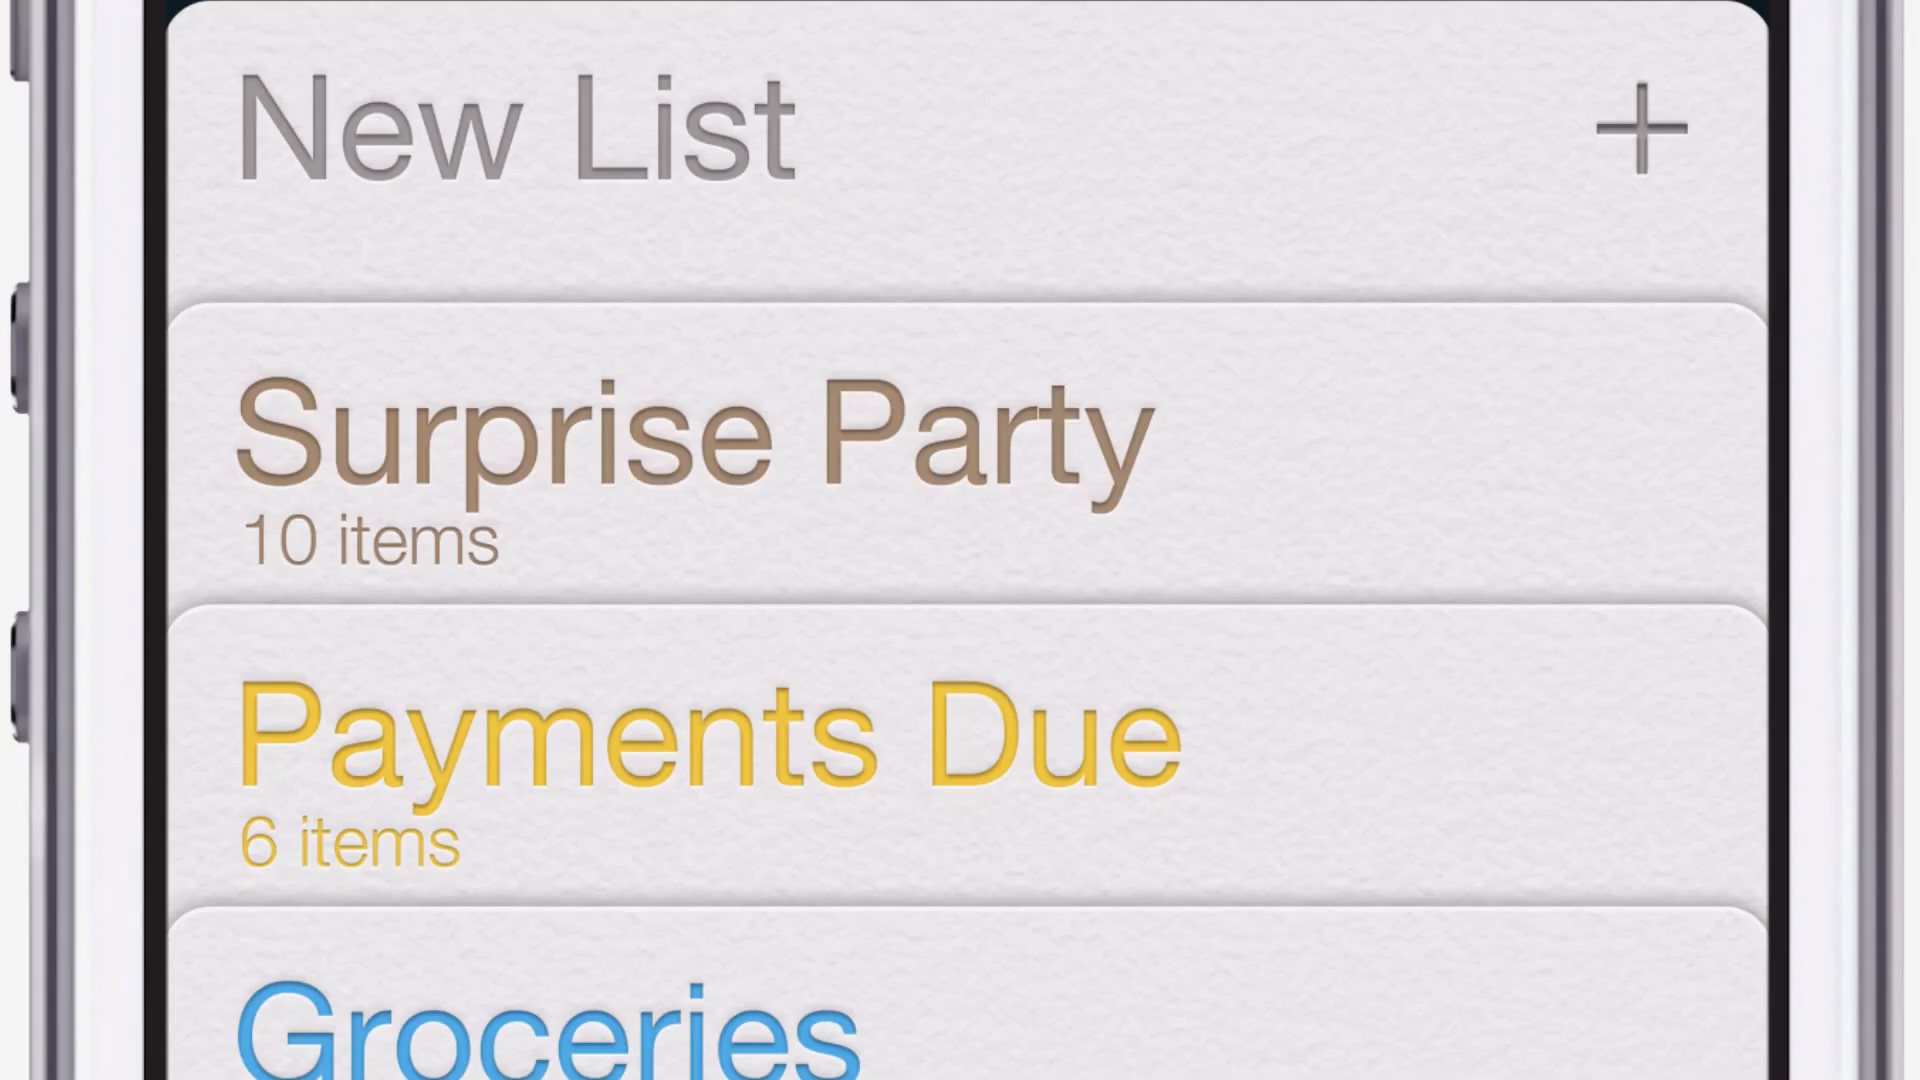 New List
Surprise Party
10 items
Payments Due
6 items
Groceries